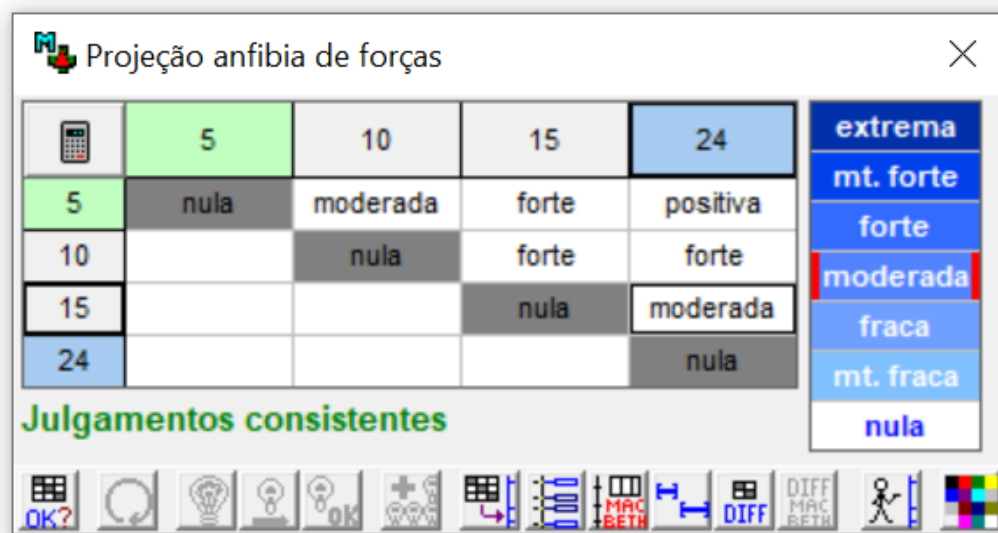 Projeção anfibia de forças
5 10 15 24
5 nula moderada forte positiva
10 nula forte forte
15 nula moderada
24 nula
extrema
mt. forte
forte
moderada
fraca
mt. fraca
nula
Julgamentos consistentes
OK? OK MAC BETH DIFF DIFF MAC BETH